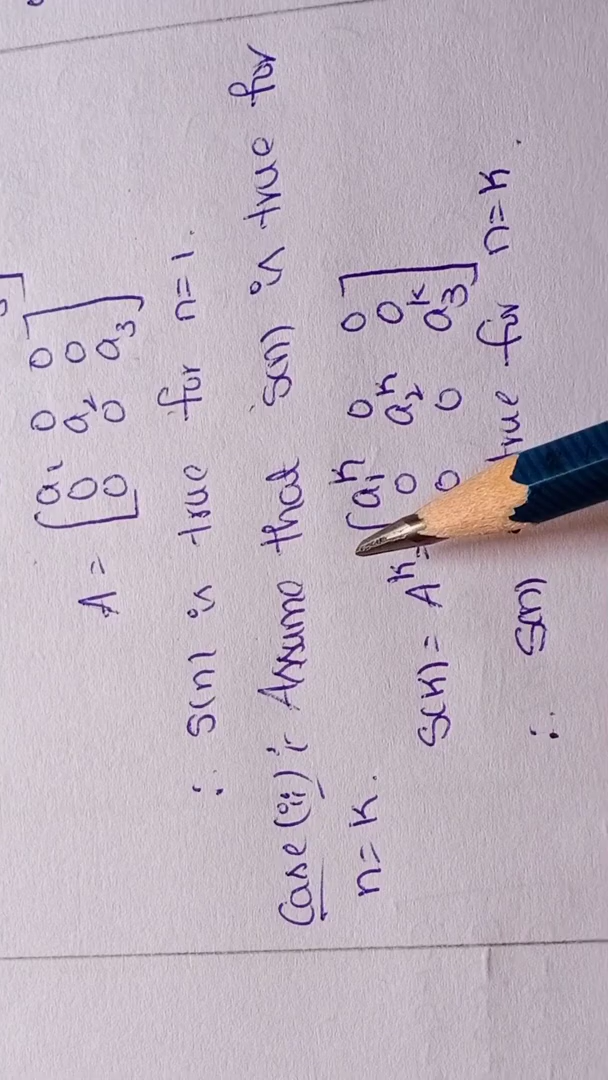 A = [a₁ 0 0
0 a₂ 0
0 0 a₃]
∴ S(n) is true for n=1.
Case (ii) :- Assume that S(n) is true for
n=K.
S(K) = Aᴷ = [a₁ᴷ 0 0
0 a₂ᴷ 0
0 0 a₃ᴷ]
∴ S(n) true for n=K.